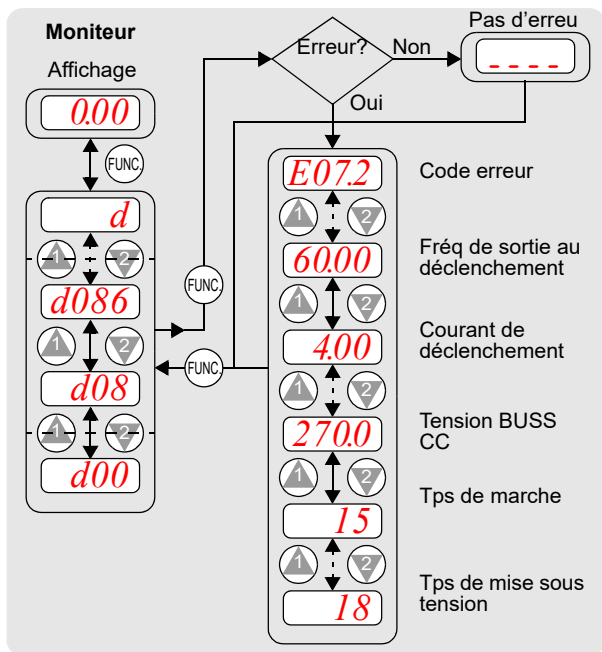 Moniteur
Affichage
0.00
FUNC.
d
1 2
d086
1 2
d08
1 2
d00
FUNC.
FUNC.
Erreur?
Non
Oui
Pas d'erreu
_ _ _ _
E07.2
Code erreur
1 2
60.00
Fréq de sortie au
déclenchement
1 2
4.00
Courant de
déclenchement
1 2
270.0
Tension BUSS
CC
1 2
15
Tps de marche
1 2
18
Tps de mise sous
tension